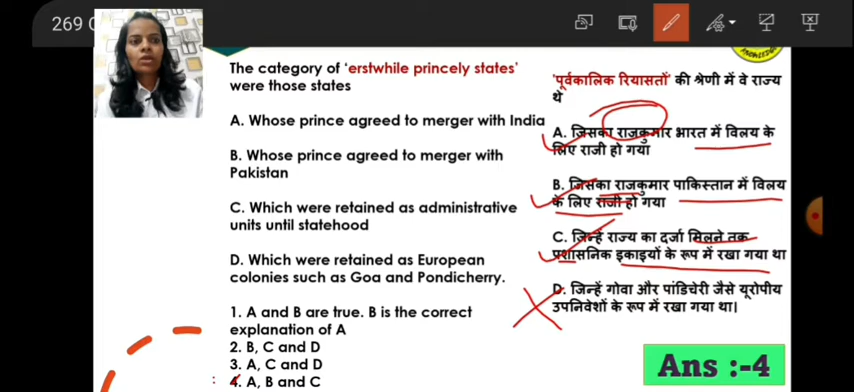 269
The category of 'erstwhile princely states'
were those states
A. Whose prince agreed to merger with India
B. Whose prince agreed to merger with
Pakistan
C. Which were retained as administrative
units until statehood
D. Which were retained as European
colonies such as Goa and Pondicherry.
1. A and B are true. B is the correct
explanation of A
2. B, C and D
3. A, C and D
4. A, B and C
'पूर्वकालिक रियासतों' की श्रेणी में वे राज्य
थे
A. जिसका राजकुमार भारत में विलय के
लिए राजी हो गया
B. जिसका राजकुमार पाकिस्तान में विलय
के लिए राजी हो गया
C. जिन्हें राज्य का दर्जा मिलने तक
प्रशासनिक इकाइयों के रूप में रखा गया था
D. जिन्हें गोवा और पांडिचेरी जैसे यूरोपीय
उपनिवेशों के रूप में रखा गया था।
Ans :-4